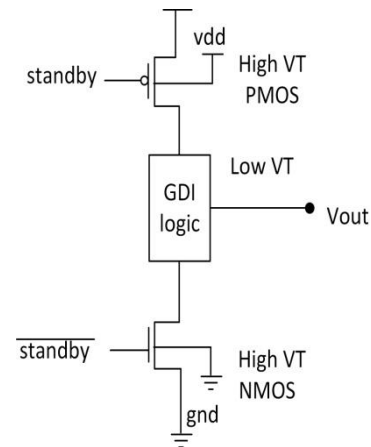 vdd
standby
High VT
PMOS
Low VT
GDI
logic
Vout
standby
High VT
NMOS
gnd